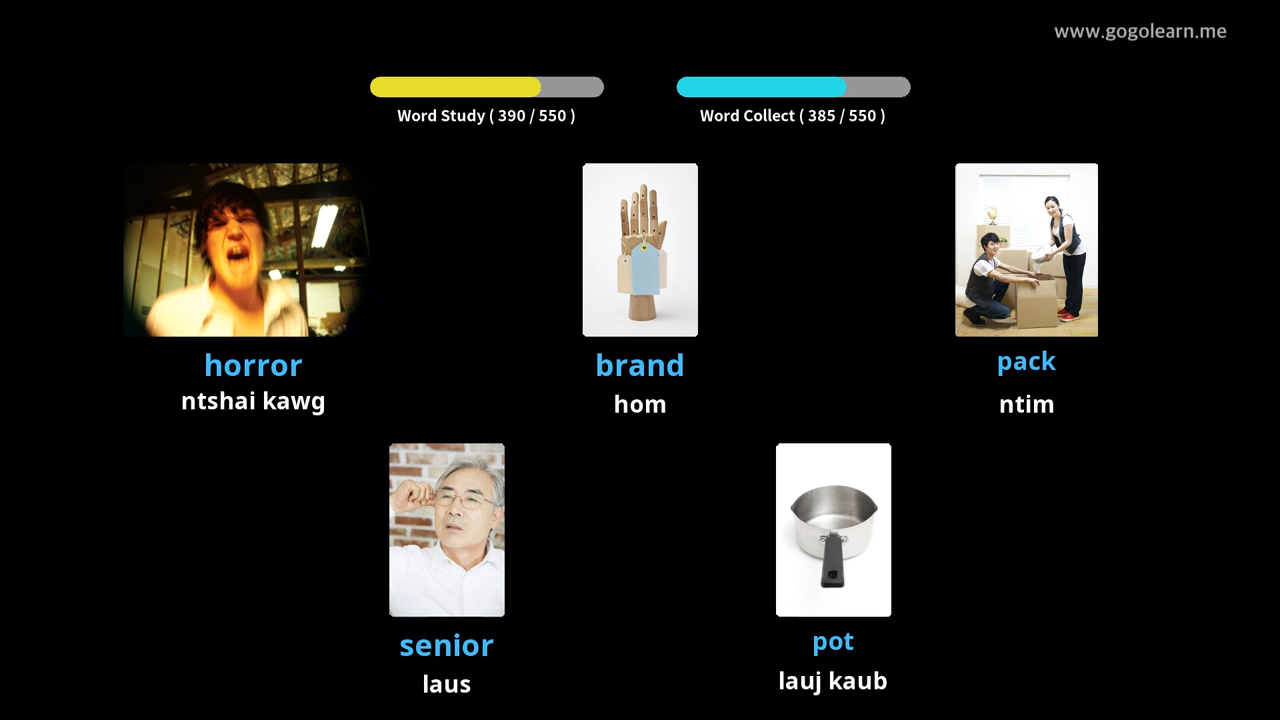 www.gogolearn.me
Word Study ( 390 / 550 )
Word Collect ( 385 / 550 )
horror
ntshai kawg
brand
hom
pack
ntim
senior
laus
pot
lauj kaub